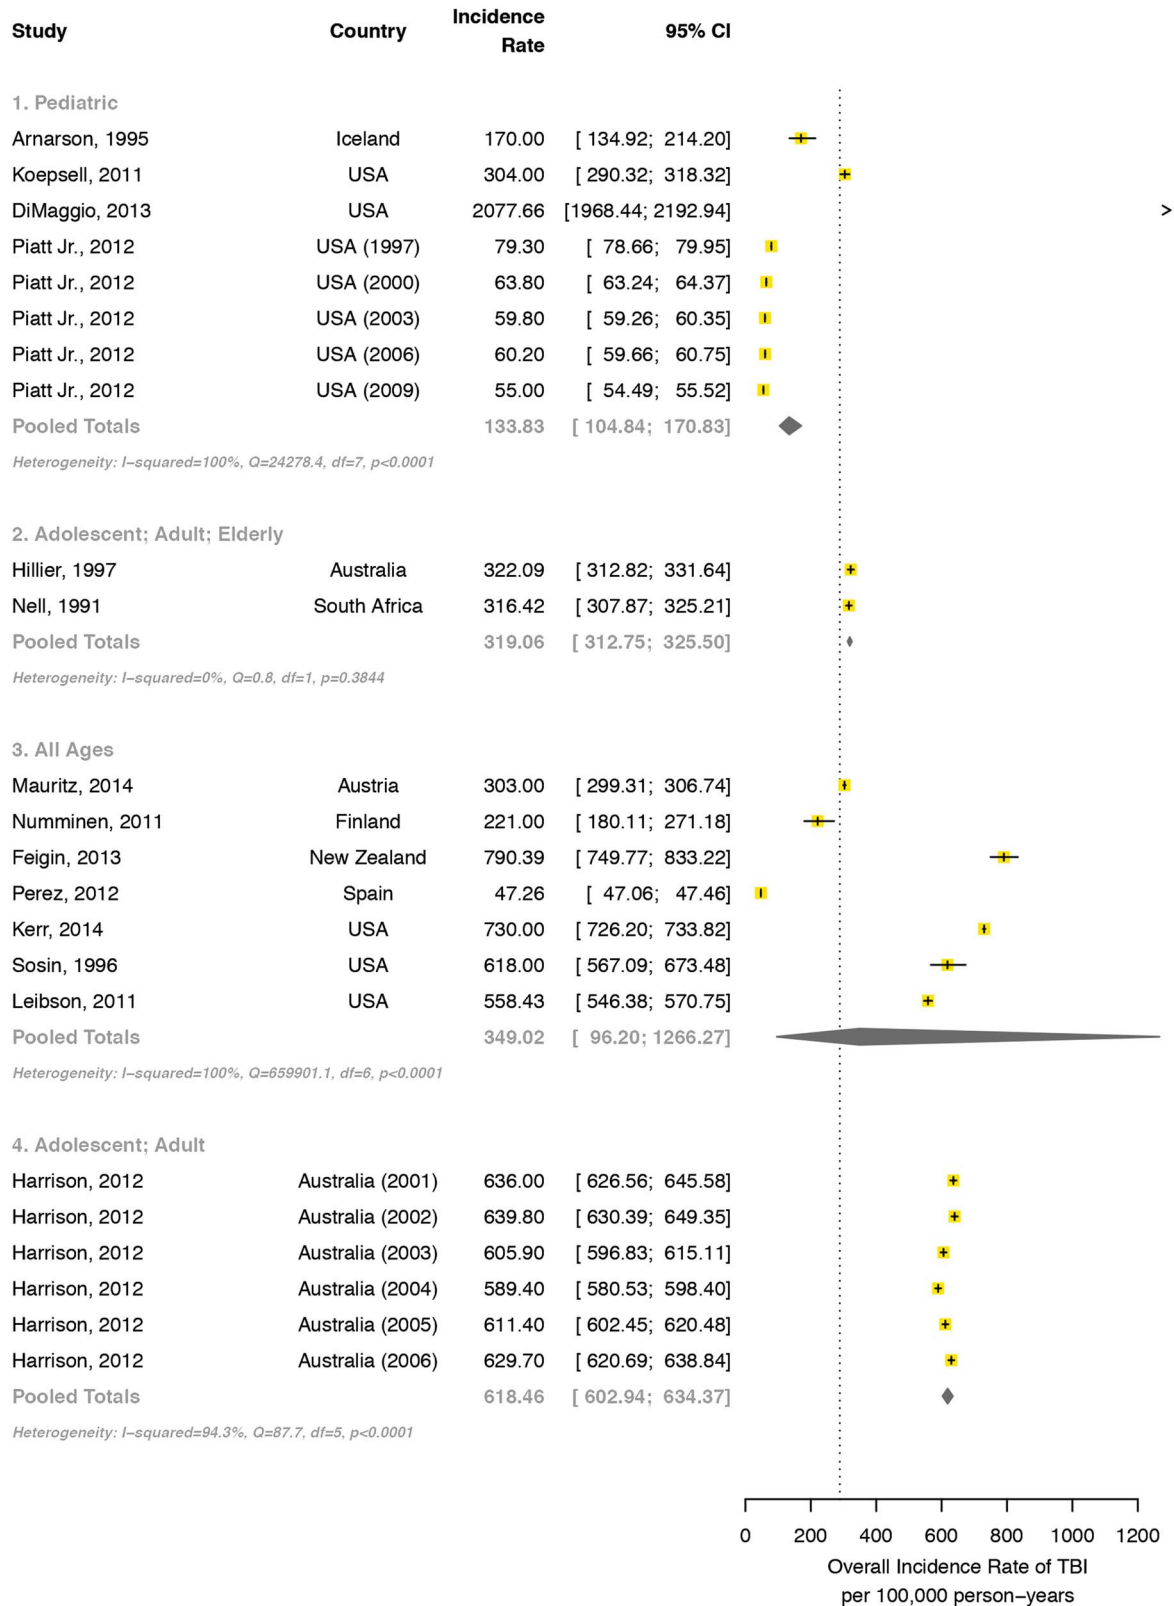 Study Country Incidence Rate 95% CI
1. Pediatric
Arnarson, 1995 Iceland 170.00 [ 134.92; 214.20]
Koepsell, 2011 USA 304.00 [ 290.32; 318.32]
DiMaggio, 2013 USA 2077.66 [1968.44; 2192.94] >
Piatt Jr., 2012 USA (1997) 79.30 [ 78.66; 79.95]
Piatt Jr., 2012 USA (2000) 63.80 [ 63.24; 64.37]
Piatt Jr., 2012 USA (2003) 59.80 [ 59.26; 60.35]
Piatt Jr., 2012 USA (2006) 60.20 [ 59.66; 60.75]
Piatt Jr., 2012 USA (2009) 55.00 [ 54.49; 55.52]
Pooled Totals 133.83 [ 104.84; 170.83]
Heterogeneity: I−squared=100%, Q=24278.4, df=7, p<0.0001
2. Adolescent; Adult; Elderly
Hillier, 1997 Australia 322.09 [ 312.82; 331.64]
Nell, 1991 South Africa 316.42 [ 307.87; 325.21]
Pooled Totals 319.06 [ 312.75; 325.50]
Heterogeneity: I−squared=0%, Q=0.8, df=1, p=0.3844
3. All Ages
Mauritz, 2014 Austria 303.00 [ 299.31; 306.74]
Numminen, 2011 Finland 221.00 [ 180.11; 271.18]
Feigin, 2013 New Zealand 790.39 [ 749.77; 833.22]
Perez, 2012 Spain 47.26 [ 47.06; 47.46]
Kerr, 2014 USA 730.00 [ 726.20; 733.82]
Sosin, 1996 USA 618.00 [ 567.09; 673.48]
Leibson, 2011 USA 558.43 [ 546.38; 570.75]
Pooled Totals 349.02 [ 96.20; 1266.27]
Heterogeneity: I−squared=100%, Q=659901.1, df=6, p<0.0001
4. Adolescent; Adult
Harrison, 2012 Australia (2001) 636.00 [ 626.56; 645.58]
Harrison, 2012 Australia (2002) 639.80 [ 630.39; 649.35]
Harrison, 2012 Australia (2003) 605.90 [ 596.83; 615.11]
Harrison, 2012 Australia (2004) 589.40 [ 580.53; 598.40]
Harrison, 2012 Australia (2005) 611.40 [ 602.45; 620.48]
Harrison, 2012 Australia (2006) 629.70 [ 620.69; 638.84]
Pooled Totals 618.46 [ 602.94; 634.37]
Heterogeneity: I−squared=94.3%, Q=87.7, df=5, p<0.0001
0 200 400 600 800 1000 1200
Overall Incidence Rate of TBI
per 100,000 person−years